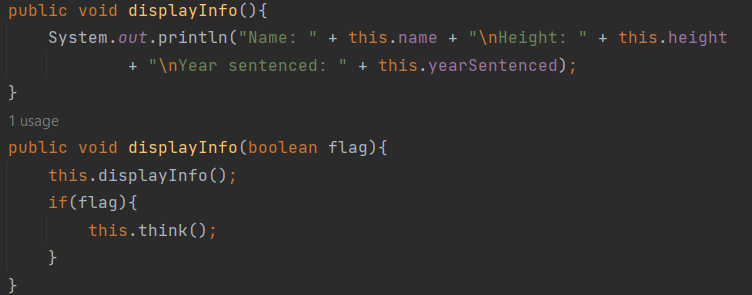 public void displayInfo(){
    System.out.println("Name: " + this.name + "\nHeight: " + this.height
            + "\nYear sentenced: " + this.yearSentenced);
}
1 usage
public void displayInfo(boolean flag){
    this.displayInfo();
    if(flag){
        this.think();
    }
}